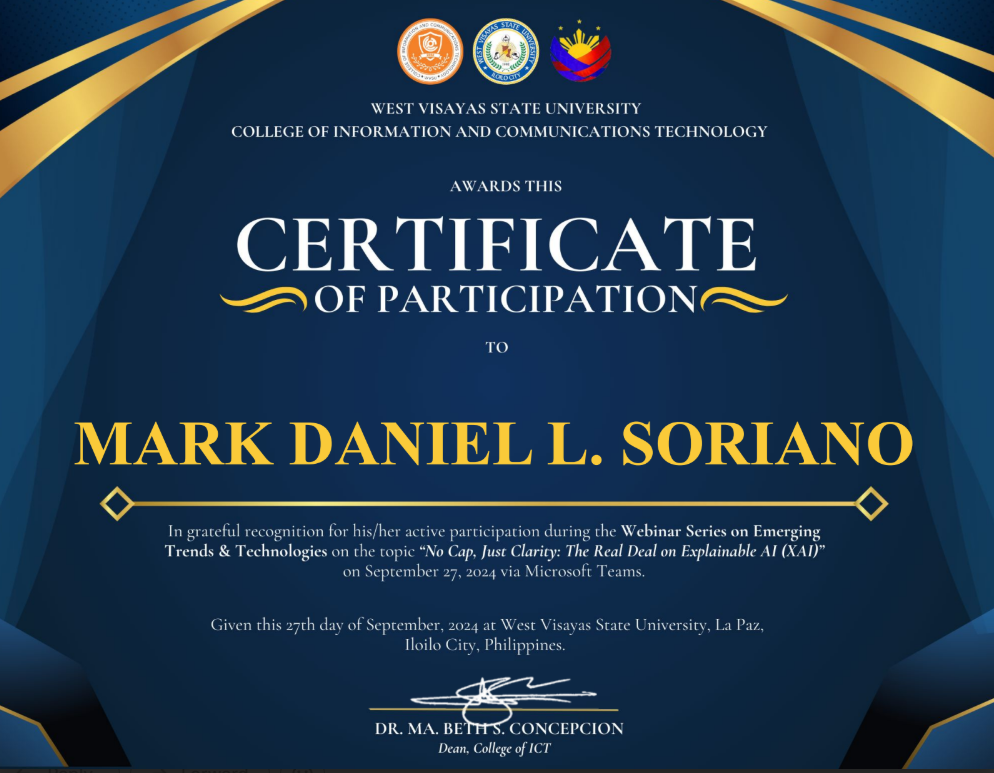 WEST VISAYAS STATE UNIVERSITY
COLLEGE OF INFORMATION AND COMMUNICATIONS TECHNOLOGY
AWARDS THIS
CERTIFICATE
OF PARTICIPATION
TO
MARK DANIEL L. SORIANO
In grateful recognition for his/her active participation during the Webinar Series on Emerging
Trends & Technologies on the topic “No Cap, Just Clarity: The Real Deal on Explainable AI (XAI)”
on September 27, 2024 via Microsoft Teams.
Given this 27th day of September, 2024 at West Visayas State University, La Paz,
Iloilo City, Philippines.
DR. MA. BETH S. CONCEPCION
Dean, College of ICT